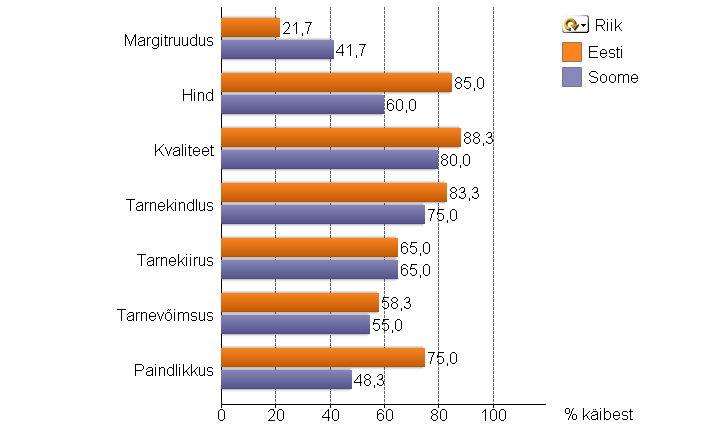 Riik
Eesti
Soome
Margitruudus
21,7
41,7
Hind
85,0
60,0
Kvaliteet
88,3
80,0
Tarnekindlus
83,3
75,0
Tarnekiirus
65,0
65,0
Tarnevõimsus
58,3
55,0
Paindlikkus
75,0
48,3
0 20 40 60 80 100 % käibest